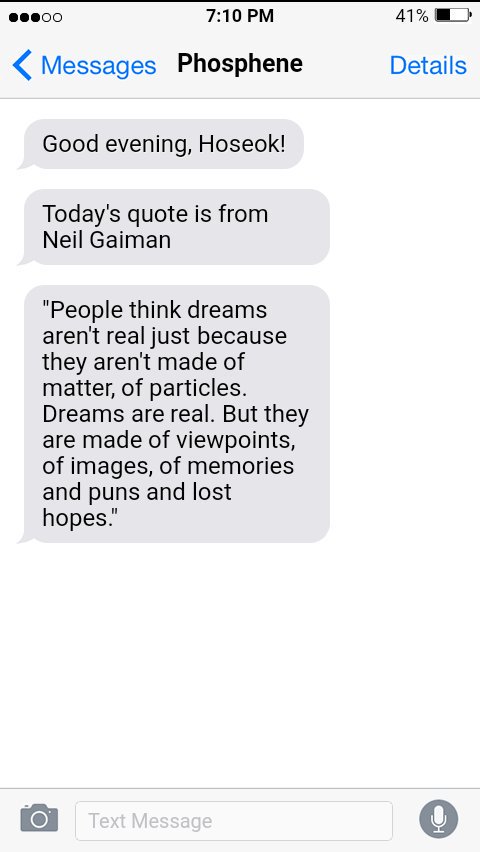 7:10 PM 41%
Messages Phosphene Details
Good evening, Hoseok!
Today's quote is from
Neil Gaiman
"People think dreams
aren't real just because
they aren't made of
matter, of particles.
Dreams are real. But they
are made of viewpoints,
of images, of memories
and puns and lost
hopes."
Text Message